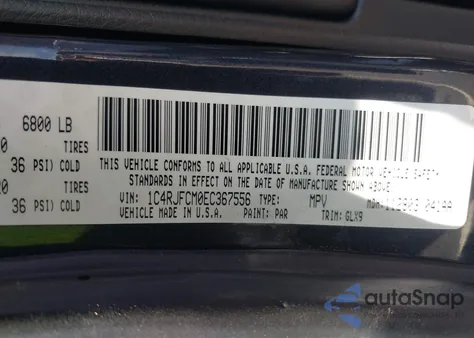 6800 LB
0 TIRES
36 PSI) COLD
20 TIRES
36 PSI) COLD
THIS VEHICLE CONFORMS TO ALL APPLICABLE U.S.A. FEDERAL MOTOR VEHICLE SAFETY
STANDARDS IN EFFECT ON THE DATE OF MANUFACTURE SHOWN ABOVE.
VIN: 1C4RJFCM0EC367556 TYPE: MPV
VEHICLE MADE IN U.S.A. PAINT: PAR TRIM: GLX9
autoSnap